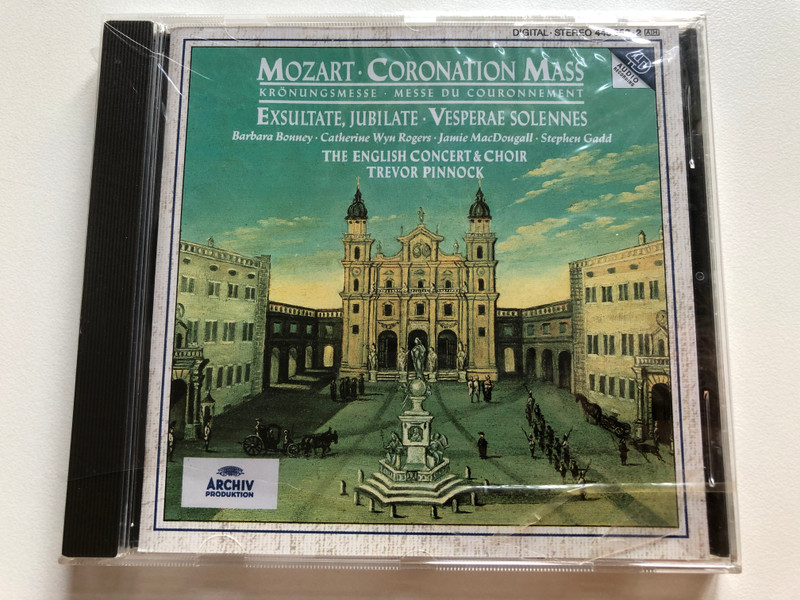 DIGITAL·STEREO
MOZART · CORONATION MASS
KRÖNUNGSMESSE · MESSE DU COURONNEMENT
EXSULTATE, JUBILATE · VESPERAE SOLENNES
Barbara Bonney · Catherine Wyn Rogers · Jamie MacDougall · Stephen Gadd
THE ENGLISH CONCERT & CHOIR
TREVOR PINNOCK
AUDIO
ARCHIV
PRODUKTION